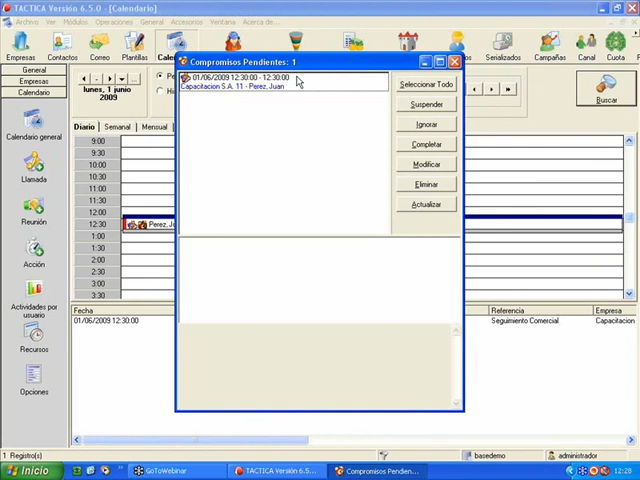 TACTICA Versión 6.5.0 - [Calendario]
Archivo Ver Módulos Operaciones General Accesorios Ventana Acerca de...
Empresas Contactos Correo Plantillas Calendario Servicios Campañas Canal Cuota
General
Empresas
Calendario
Calendario general
Llamada
Reunión
Acción
Actividades por usuario
Recursos
Opciones
lunes, 1 junio
2009
Buscar
Diario Semanal Mensual
9:00
9:30
10:00
10:30
11:00
11:30
12:00
12:30 Perez, Ju
1:00
1:30
2:00
2:30
3:00
3:30
Compromisos Pendientes: 1
01/06/2009 12:30:00 - 12:30:00
Capacitacion S.A. 11 - Perez, Juan
Seleccionar Todo
Suspender
Ignorar
Completar
Modificar
Eliminar
Actualizar
Fecha Referencia Empresa
01/06/2009 12:30:00 Seguimiento Comercial Capacitacion
1 Registro(s) basedemo administrador
Inicio GoToWebinar TACTICA Versión 6.5.... Compromisos Pendien... 12:28